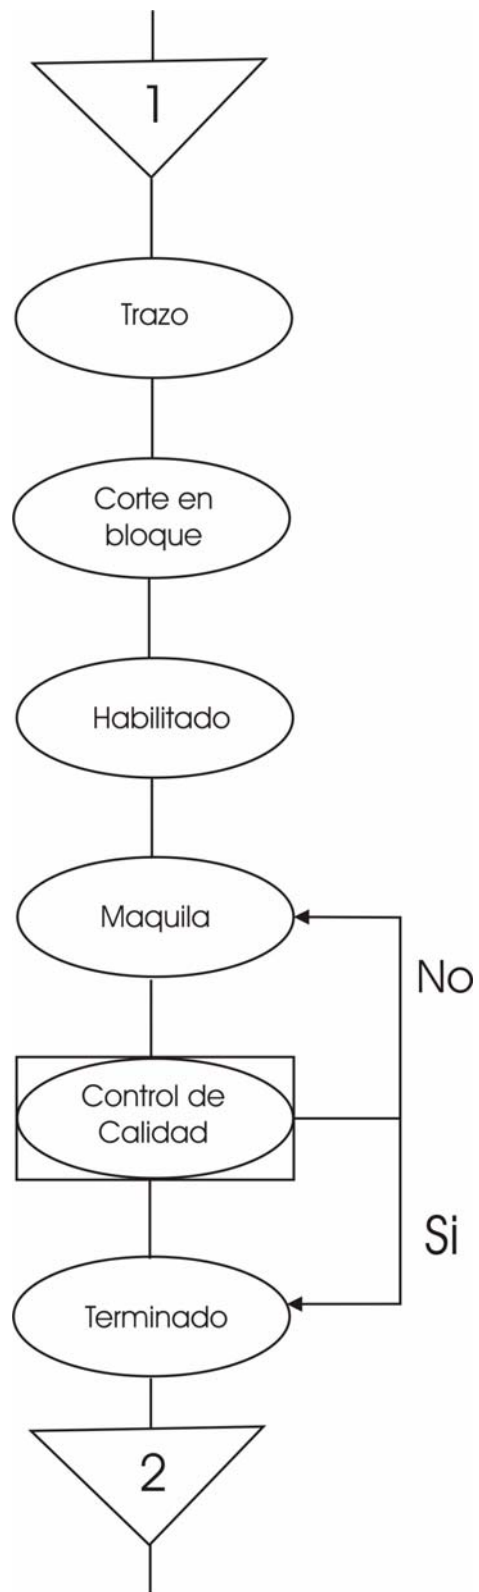 1
Trazo
Corte en
bloque
Habilitado
Maquila
No
Control de
Calidad
Si
Terminado
2